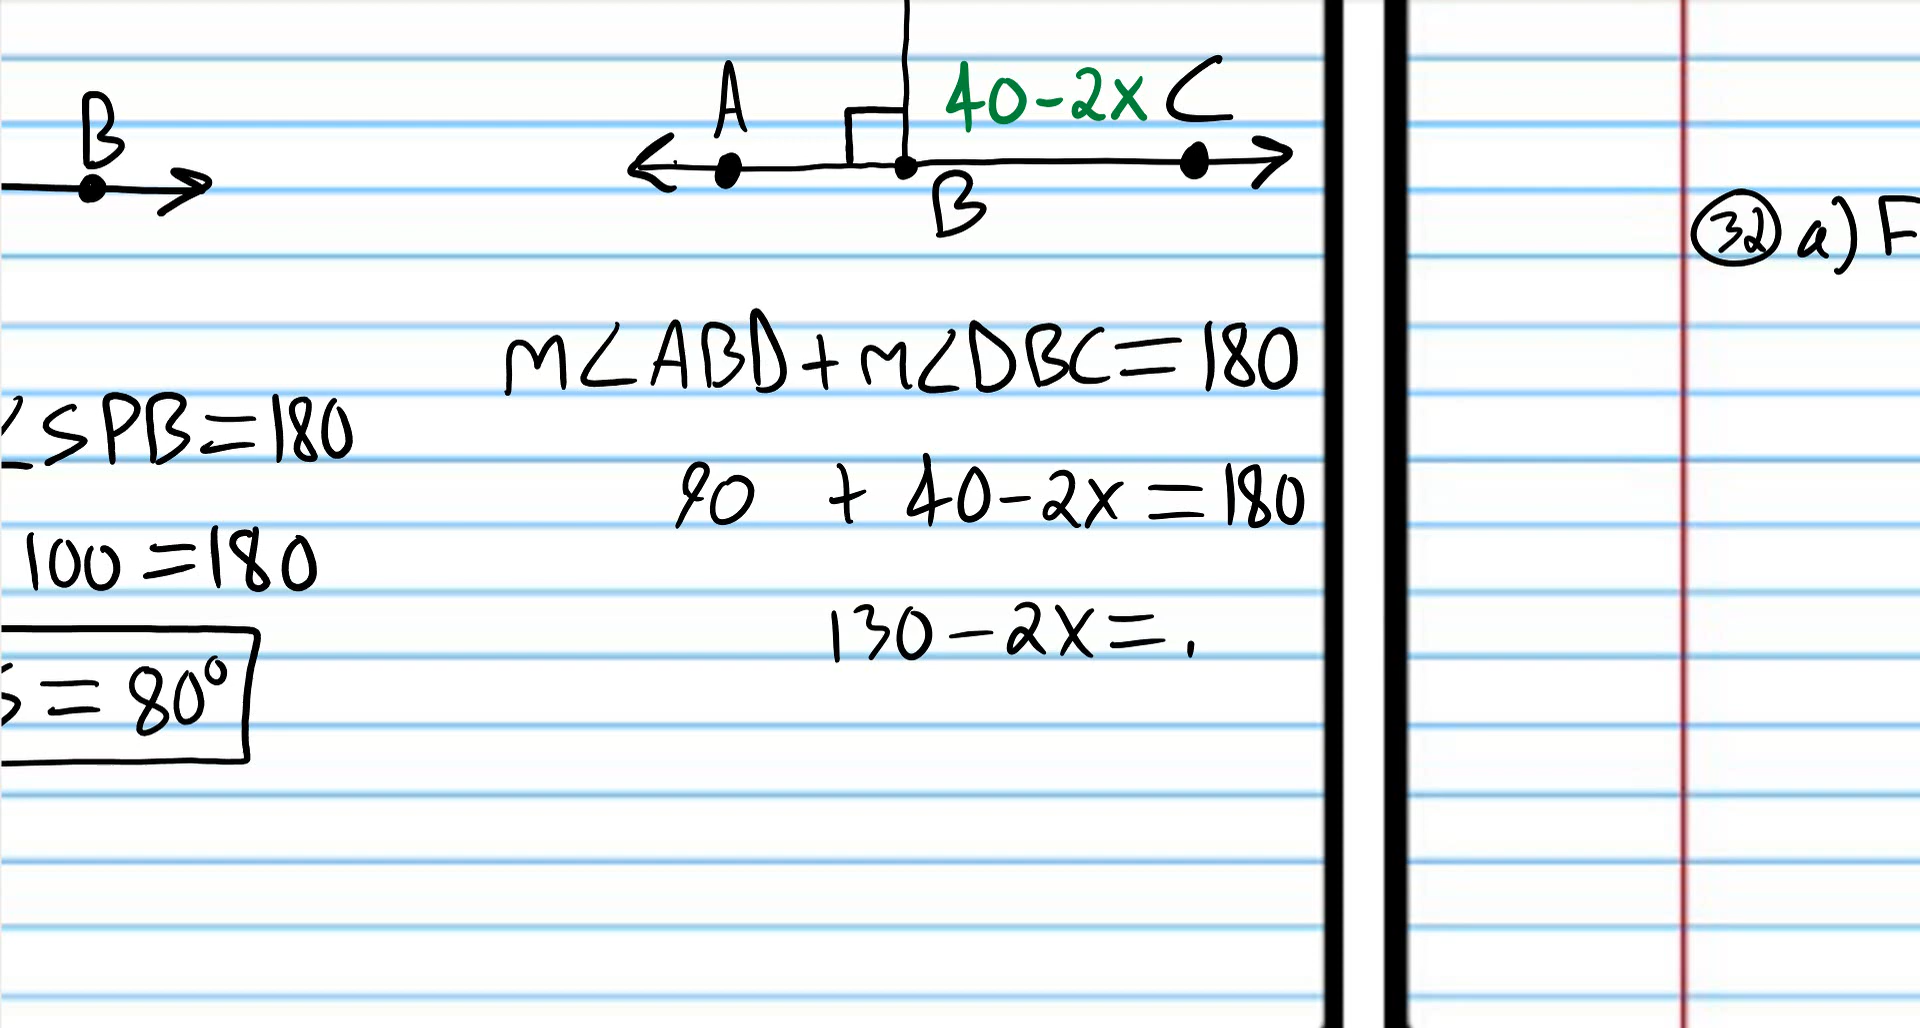 B
∠SPB=180
100=180
S=80°
A
40-2x
C
B
m∠ABD+m∠DBC=180
90 + 40-2x=180
130-2x=
32 a) F